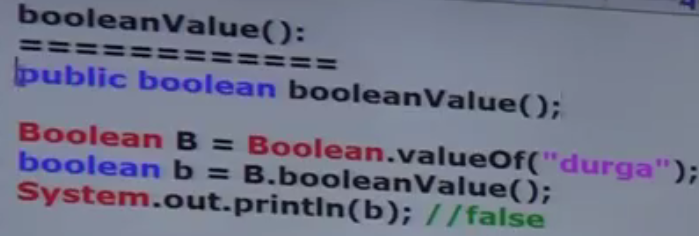 booleanValue():
============
public boolean booleanValue();
Boolean B = Boolean.valueOf("durga");
boolean b = B.booleanValue();
System.out.println(b); //false